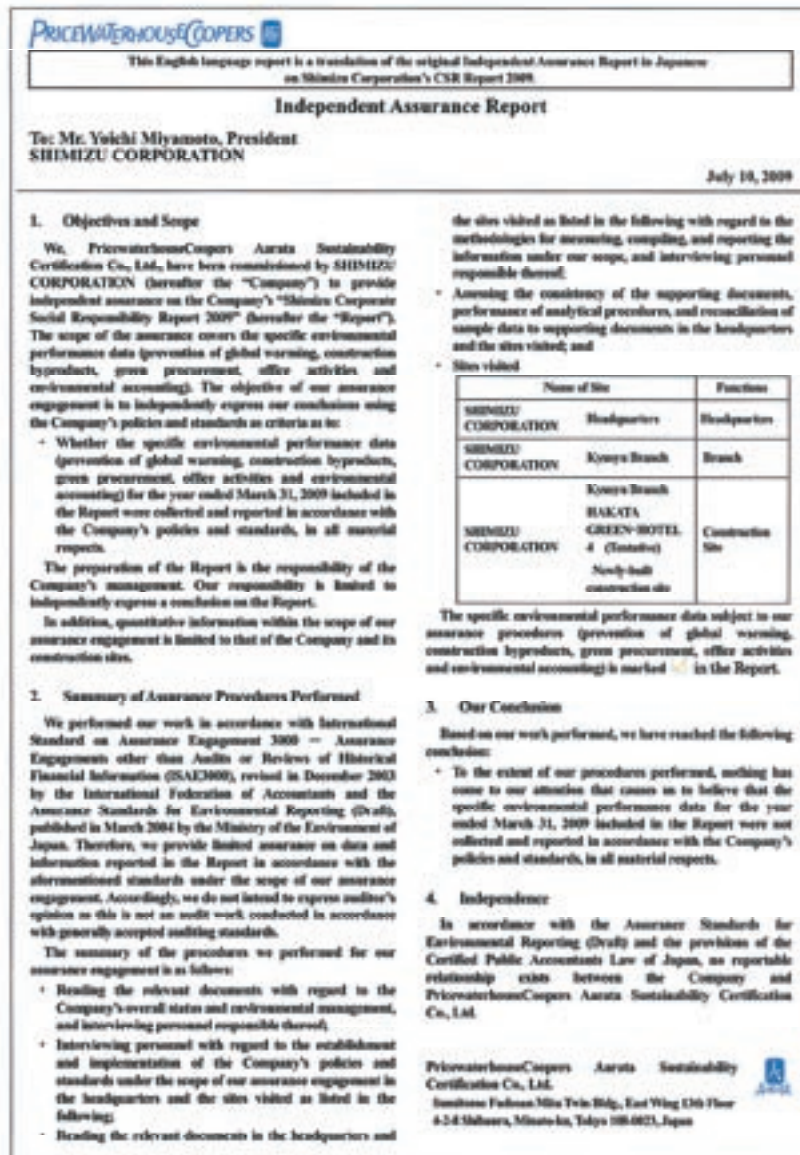 PRICEWATERHOUSECOOPERS
This English language report is a translation of the original Independent Assurance Report in Japanese
on Shimizu Corporation's CSR Report 2009.
Independent Assurance Report
To: Mr. Yoichi Miyamoto, President
SHIMIZU CORPORATION
July 10, 2009
1. Objectives and Scope
We, PricewaterhouseCoopers Aarata Sustainability
Certification Co., Ltd., have been commissioned by SHIMIZU
CORPORATION (hereafter the "Company") to provide
independent assurance on the Company's "Shimizu Corporate
Social Responsibility Report 2009" (hereafter the "Report").
The scope of the assurance covers the specific environmental
performance data (prevention of global warming, construction
byproducts, green procurement, office activities and
environmental accounting). The objective of our assurance
engagement is to independently express our conclusions using
the Company's policies and standards as criteria as to:
• Whether the specific environmental performance data
(prevention of global warming, construction byproducts,
green procurement, office activities and environmental
accounting) for the year ended March 31, 2009 included in
the Report were collected and reported in accordance with
the Company's policies and standards, in all material
respects.
The preparation of the Report is the responsibility of the
Company's management. Our responsibility is limited to
independently express a conclusion on the Report.
In addition, quantitative information within the scope of our
assurance engagement is limited to that of the Company and its
construction sites.
2. Summary of Assurance Procedures Performed
We performed our work in accordance with International
Standard on Assurance Engagement 3000 — Assurance
Engagements other than Audits or Reviews of Historical
Financial Information (ISAE3000), revised in December 2003
by the International Federation of Accountants and the
Assurance Standards for Environmental Reporting (Draft),
published in March 2004 by the Ministry of the Environment of
Japan. Therefore, we provide limited assurance on data and
information reported in the Report in accordance with the
aforementioned standards under the scope of our assurance
engagement. Accordingly, we do not intend to express auditor's
opinion as this is not an audit work conducted in accordance
with generally accepted auditing standards.
The summary of the procedures we performed for our
assurance engagement is as follows:
• Reading the relevant documents with regard to the
Company's overall status and environmental management,
and interviewing personnel responsible thereof;
• Interviewing personnel with regard to the establishment
and implementation of the Company's policies and
standards under the scope of our assurance engagement in
the headquarters and the sites visited as listed in the
following;
• Reading the relevant documents in the headquarters and
the sites visited as listed in the following with regard to the
methodologies for measuring, compiling, and reporting the
information under our scope, and interviewing personnel
responsible thereof;
• Assessing the consistency of the supporting documents,
performance of analytical procedures, and reconciliation of
sample data to supporting documents in the headquarters
and the sites visited; and
• Sites visited
Name of Site Functions
SHIMIZU
CORPORATION Headquarters Headquarters
SHIMIZU
CORPORATION Branch Branch
SHIMIZU
CORPORATION
Branch
HAKATA
GREEN-HOTEL
4 (Tentative)
Newly-built
construction site
Construction
Site
The specific environmental performance data subject to our
assurance procedures (prevention of global warming,
construction byproducts, green procurement, office activities
and environmental accounting) is marked in the Report.
3. Our Conclusion
Based on our work performed, we have reached the following
conclusion:
• To the extent of our procedures performed, nothing has
come to our attention that causes us to believe that the
specific environmental performance data for the year
ended March 31, 2009 included in the Report were not
collected and reported in accordance with the Company's
policies and standards, in all material respects.
4. Independence
In accordance with the Assurance Standards for
Environmental Reporting (Draft) and the provisions of the
Certified Public Accountants Law of Japan, no reportable
relationship exists between the Company and
PricewaterhouseCoopers Aarata Sustainability Certification
Co., Ltd.
PricewaterhouseCoopers Aarata Sustainability
Certification Co., Ltd.
Sumitomo Fudosan Mita Twin Bldg., East Wing 13th Floor
4-2-8 Shibaura, Minato-ku, Tokyo 108-0023, Japan